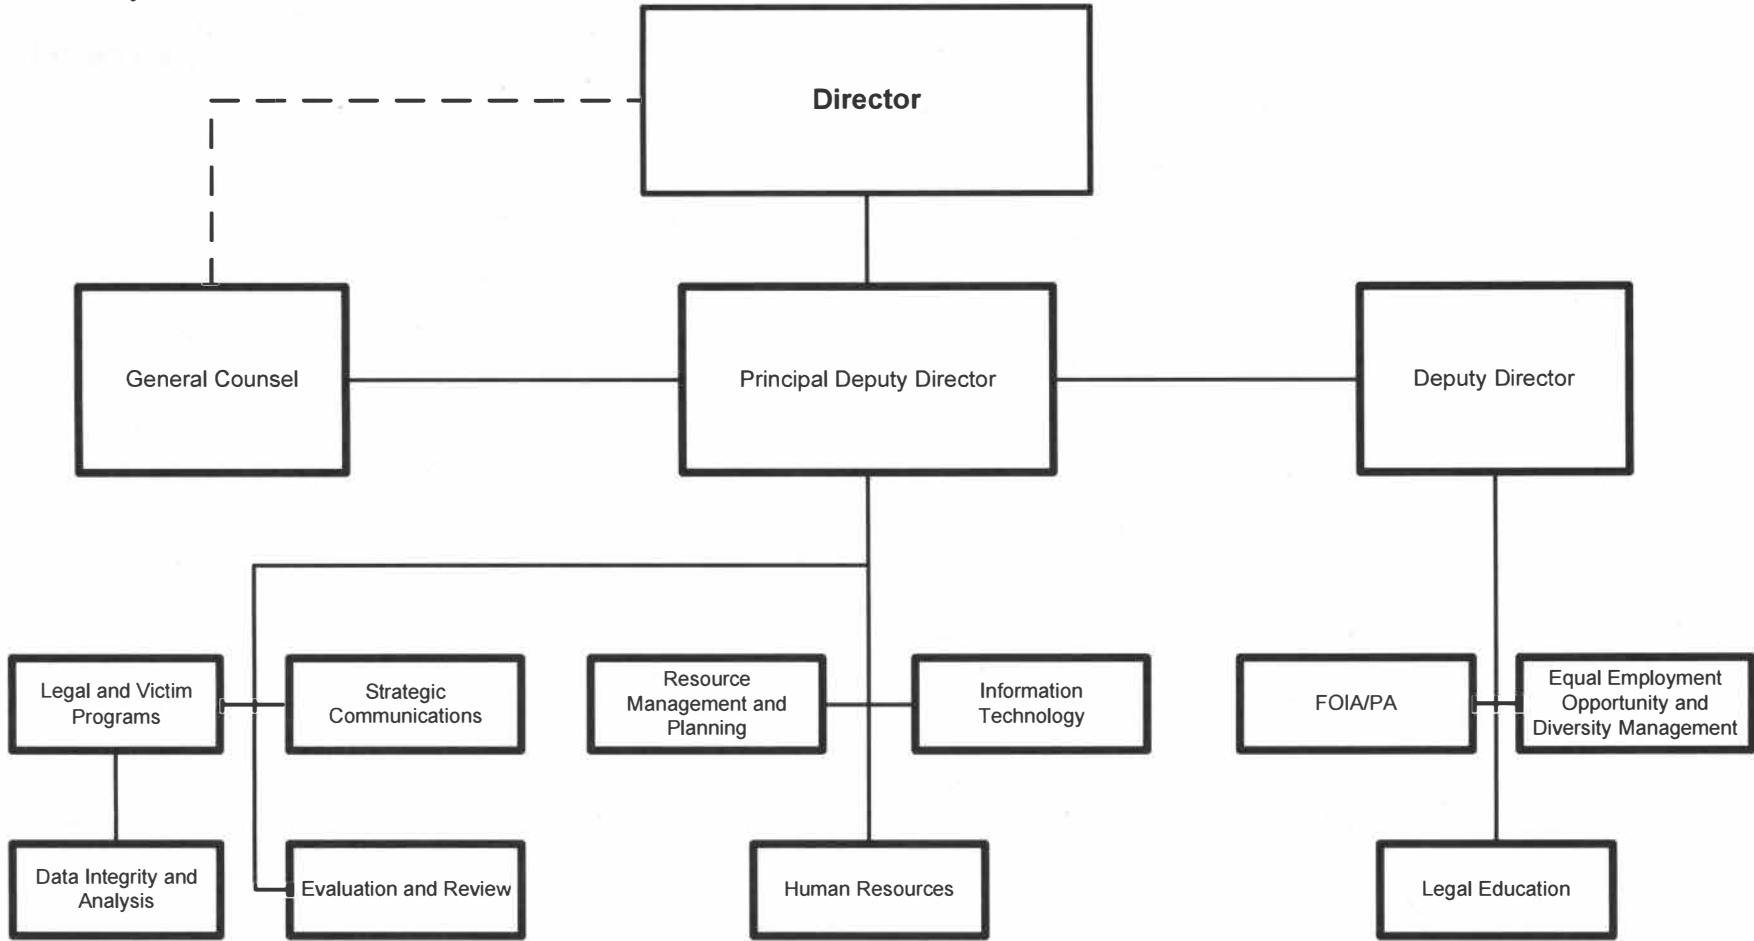 Director
General Counsel
Principal Deputy Director
Deputy Director
Legal and Victim
Programs
Strategic
Communications
Resource
Management and
Planning
Information
Technology
FOIA/PA
Equal Employment
Opportunity and
Diversity Management
Data Integrity and
Analysis
Evaluation and Review
Human Resources
Legal Education